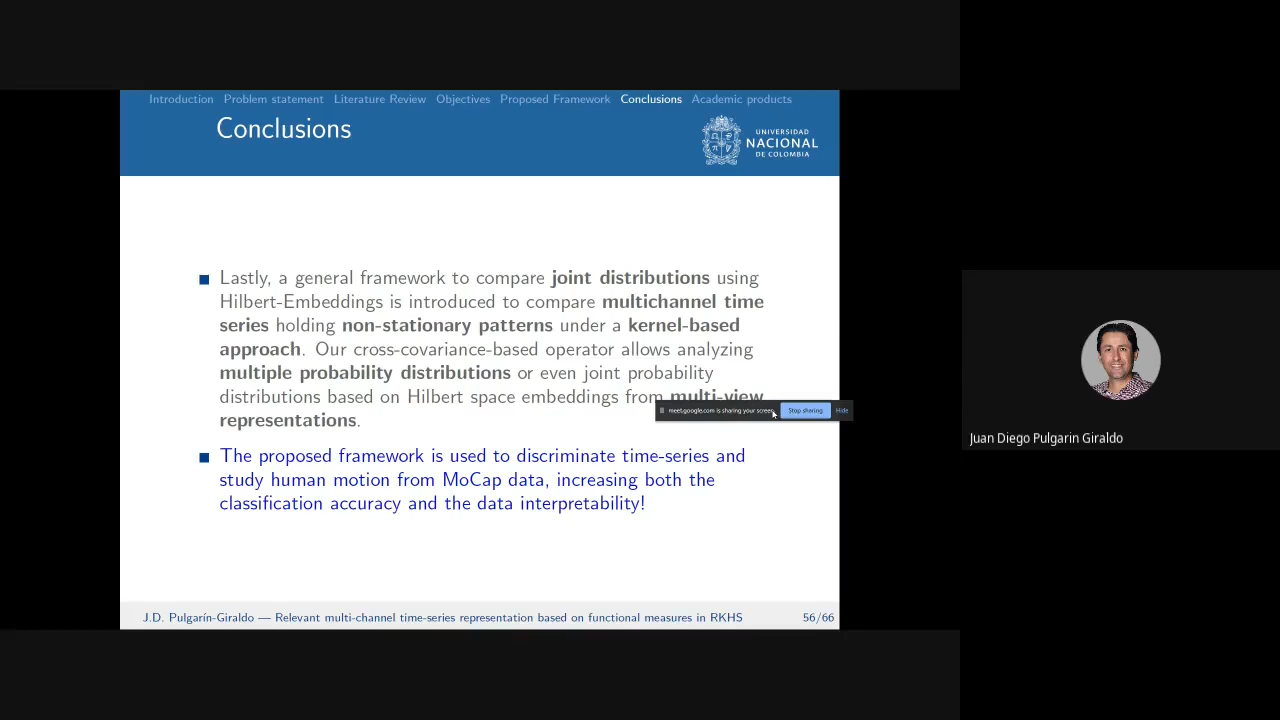 Introduction Problem statement Literature Review Objectives Proposed Framework Conclusions Academic products
Conclusions
UNIVERSIDAD
NACIONAL
DE COLOMBIA
Lastly, a general framework to compare joint distributions using
Hilbert-Embeddings is introduced to compare multichannel time
series holding non-stationary patterns under a kernel-based
approach. Our cross-covariance-based operator allows analyzing
multiple probability distributions or even joint probability
distributions based on Hilbert space embeddings from multi-view
representations.
meet.google.com is sharing your screen. Stop sharing Hide
The proposed framework is used to discriminate time-series and
study human motion from MoCap data, increasing both the
classification accuracy and the data interpretability!
Juan Diego Pulgarin Giraldo
J.D. Pulgarín-Giraldo — Relevant multi-channel time-series representation based on functional measures in RKHS 56/66